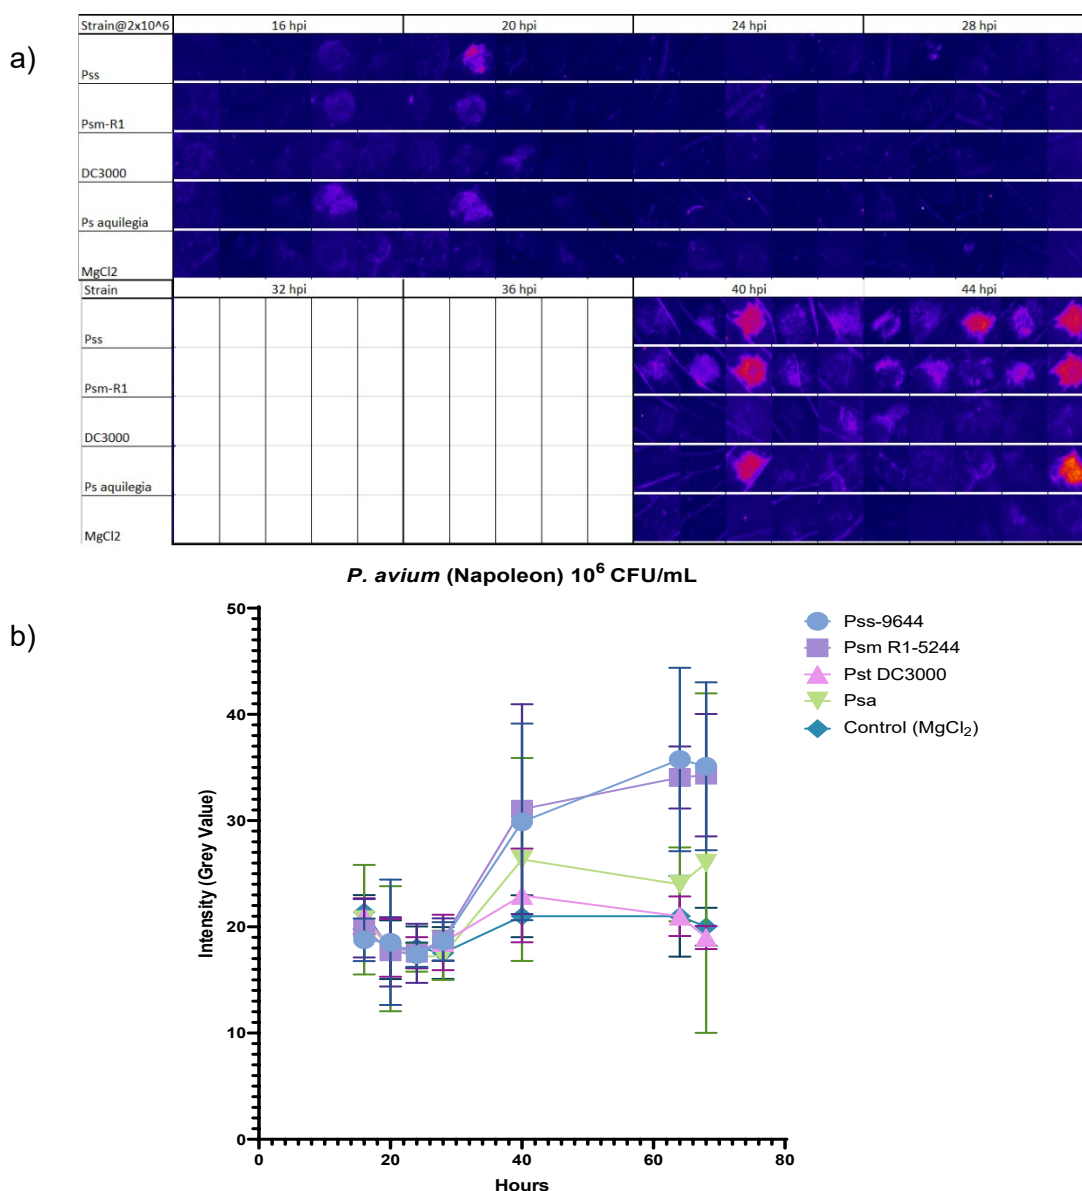 a)
Strain@2x10^6 16 hpi 20 hpi 24 hpi 28 hpi
Pss
Psm-R1
DC3000
Ps aquilegia
MgCl2
Strain 32 hpi 36 hpi 40 hpi 44 hpi
Pss
Psm-R1
DC3000
Ps aquilegia
MgCl2
P. avium (Napoleon) 10⁶ CFU/mL
b)
50
40
30
20
10
0
Intensity (Grey Value)
0 20 40 60 80
Hours
Pss-9644
Psm R1-5244
Pst DC3000
Psa
Control (MgCl₂)